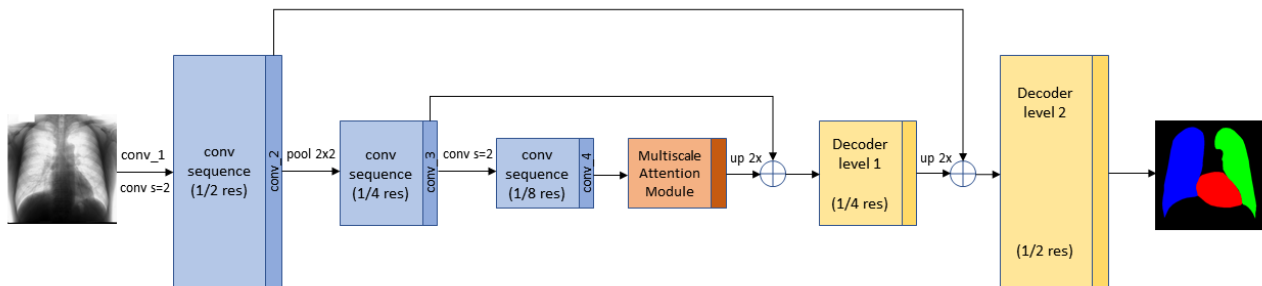 conv_1
conv s=2
conv
sequence
(1/2 res)
conv_2
pool 2x2
conv
sequence
(1/4 res)
conv_3
conv s=2
conv
sequence
(1/8 res)
conv_4
Multiscale
Attention
Module
up 2x
Decoder
level 1
(1/4 res)
up 2x
Decoder
level 2
(1/2 res)